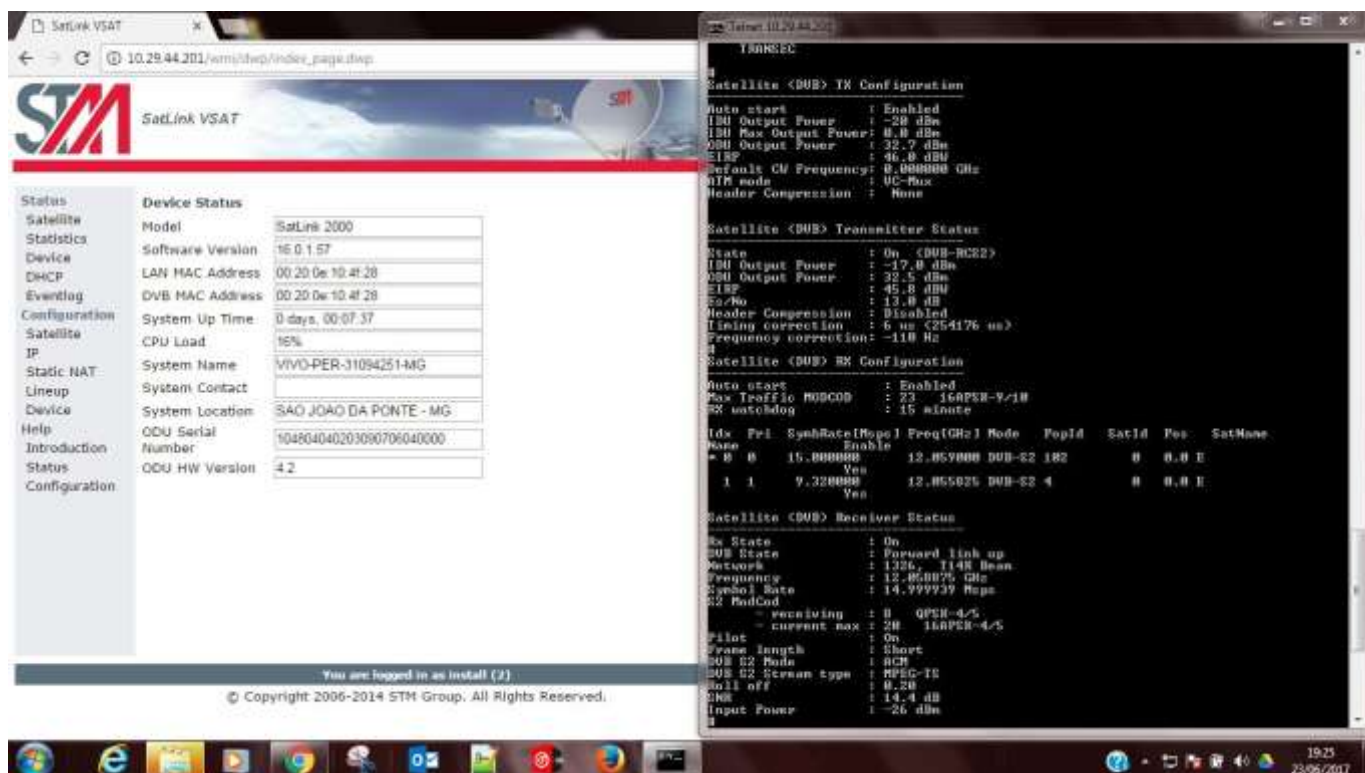 SatLink VSAT
10.29.44.201/wmi/dwp/index_page.dwp
STM
SatLink VSAT
STM
Status
Satellite
Statistics
Device
DHCP
Eventlog
Configuration
Satellite
IP
Static NAT
Lineup
Device
Help
Introduction
Status
Configuration
Device Status
Model SatLink 2000
Software Version 16.0.1.57
LAN MAC Address 00:20:0e:10:4f:28
DVB MAC Address 00:20:0e:10:4f:28
System Up Time 0 days, 00:07:37
CPU Load 16%
System Name VIVO-PER-31094251-MG
System Contact
System Location SAO JOAO DA PONTE - MG
ODU Serial Number 104804040203090706040000
ODU HW Version 4.2
You are logged in as install (2)
© Copyright 2006-2014 STM Group. All Rights Reserved.
Telnet 10.29.44.201
TRANSEC
#
Satellite (DVB) TX Configuration
Auto start : Enabled
IDU Output Power : -20 dBm
IDU Max Output Power: 0.0 dBm
ODU Output Power : 32.7 dBm
EIRP : 46.0 dBW
Default CW Frequency: 0.000000 GHz
ATM mode : VC-Mux
Header Compression : None
Satellite (DVB) Transmitter Status
State : On (DVB-RCS2)
IDU Output Power : -17.0 dBm
ODU Output Power : 32.5 dBm
EIRP : 45.8 dBW
Es/No : 13.0 dB
Header Compression : Disabled
Timing correction : 6 us (254176 us)
Frequency correction: -110 Hz
#
Satellite (DVB) RX Configuration
Auto start : Enabled
Max Traffic MODCOD : 23 16APSK-9/10
RX watchdog : 15 minute
Idx Pri SymbRate[Msps] Freq[GHz] Mode PopId SatId Pos SatName
Name Enable
* 0 0 15.000000 12.059000 DVB-S2 102 0 0.0 E
Yes
1 1 9.320000 12.055025 DVB-S2 4 0 0.0 E
Yes
Satellite (DVB) Receiver Status
Rx State : On
DVB State : Forward link up
Network : 1326, T14R Beam
Frequency : 12.058875 GHz
Symbol Rate : 14.999939 Msps
S2 ModCod
- receiving : 8 QPSK-4/5
- current max : 20 16APSK-4/5
Pilot : On
Frame length : Short
DVB S2 Mode : ACM
DVB S2 Stream type : MPEG-TS
Roll off : 0.20
SNR : 14.4 dB
Input Power : -26 dBm
#
19:25
23/06/2017